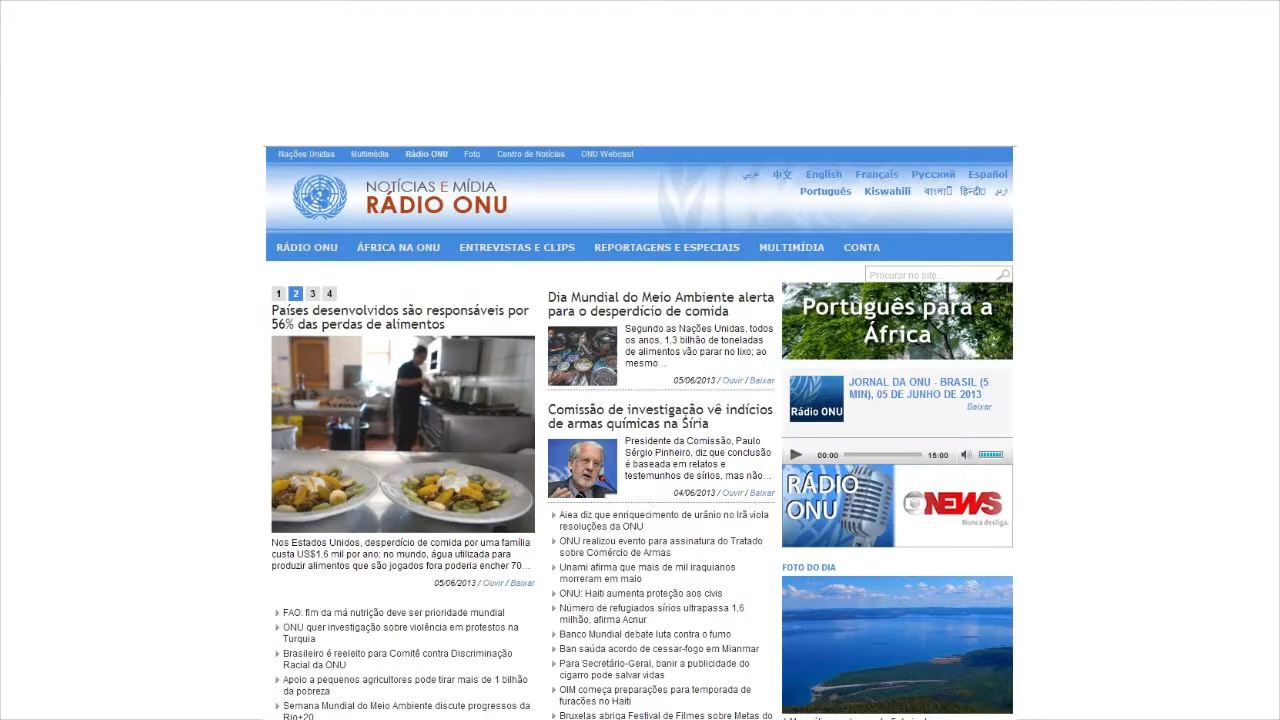 Nações Unidas Multimédia Rádio ONU Foto Centro de Notícias ONU Webcast
عربي 中文 English Français Русский Español
Português Kiswahili
NOTÍCIAS E MÍDIA
RÁDIO ONU
RÁDIO ONU ÁFRICA NA ONU ENTREVISTAS E CLIPS REPORTAGENS E ESPECIAIS MULTIMÍDIA CONTA
Procurar no site...
1 2 3 4
Países desenvolvidos são responsáveis por
56% das perdas de alimentos
Nos Estados Unidos, desperdício de comida por uma família
custa US$1,6 mil por ano; no mundo, água utilizada para
produzir alimentos que são jogados fora poderia encher 70...
05/06/2013 / Ouvir / Baixar
FAO: fim da má nutrição deve ser prioridade mundial
ONU quer investigação sobre violência em protestos na
Turquia
Brasileiro é reeleito para Comitê contra Discriminação
Racial da ONU
Apoio a pequenos agricultores pode tirar mais de 1 bilhão
da pobreza
Semana Mundial do Meio Ambiente discute progressos da
Rio+20
Dia Mundial do Meio Ambiente alerta
para o desperdício de comida
Segundo as Nações Unidas, todos
os anos, 1,3 bilhão de toneladas
de alimentos vão parar no lixo; ao
mesmo...
05/06/2013 / Ouvir / Baixar
Comissão de investigação vê indícios
de armas químicas na Síria
Presidente da Comissão, Paulo
Sérgio Pinheiro, diz que conclusão
é baseada em relatos e
testemunhos de sírios, mas não...
04/06/2013 / Ouvir / Baixar
Aiea diz que enriquecimento de urânio no Irã viola
resoluções da ONU
ONU realizou evento para assinatura do Tratado
sobre Comércio de Armas
Unami afirma que mais de mil iraquianos
morreram em maio
ONU: Haiti aumenta proteção aos civis
Número de refugiados sírios ultrapassa 1,6
milhão, afirma Acnur
Banco Mundial debate luta contra o fumo
Ban saúda acordo de cessar-fogo em Mianmar
Para Secretário-Geral, banir a publicidade do
cigarro pode salvar vidas
OIM começa preparações para temporada de
furacões no Haiti
Bruxelas abriga Festival de Filmes sobre Metas do
Português para a
África
Rádio ONU
JORNAL DA ONU - BRASIL (5
MIN), 05 DE JUNHO DE 2013
Baixar
00:00 15:00
RÁDIO
ONU
NEWS
Nunca desliga.
FOTO DO DIA